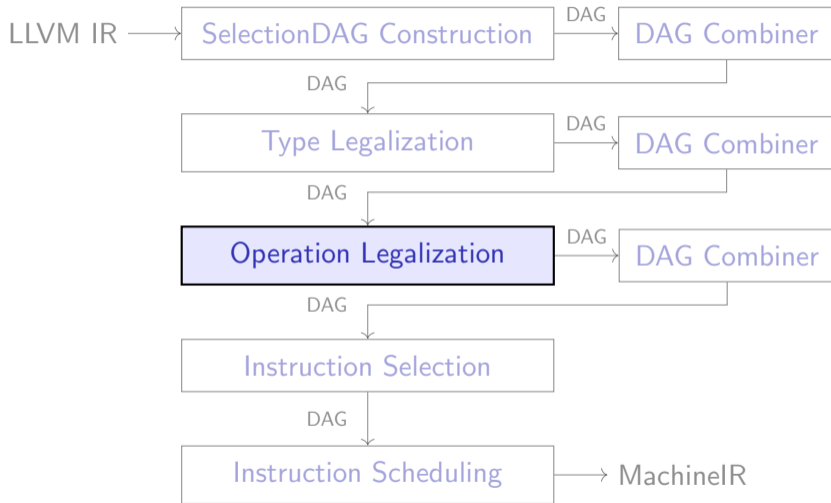 LLVM IR
SelectionDAG Construction
DAG
DAG Combiner
DAG
Type Legalization
DAG
DAG Combiner
DAG
Operation Legalization
DAG
DAG Combiner
DAG
Instruction Selection
DAG
Instruction Scheduling
MachineIR